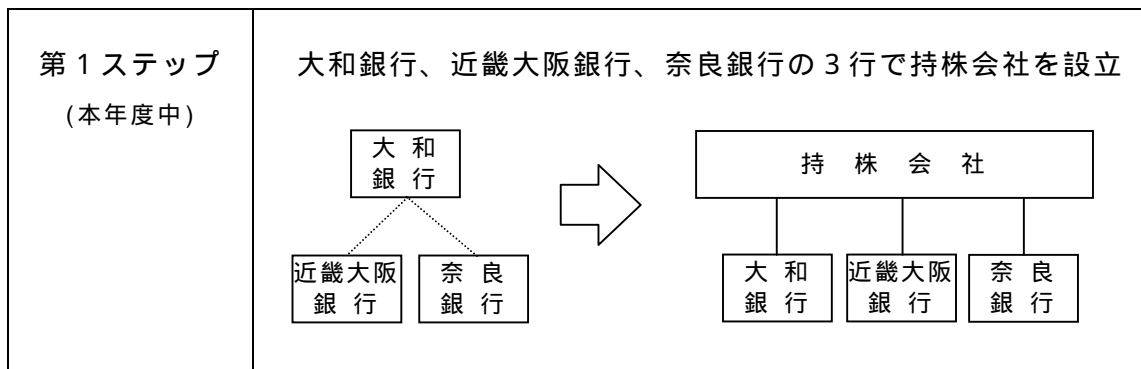 第1ステップ
(本年度中)
大和銀行、近畿大阪銀行、奈良銀行の3行で持株会社を設立
大和
銀行
近畿大阪
銀行
奈良
銀行
持株会社
大和
銀行
近畿大阪
銀行
奈良
銀行